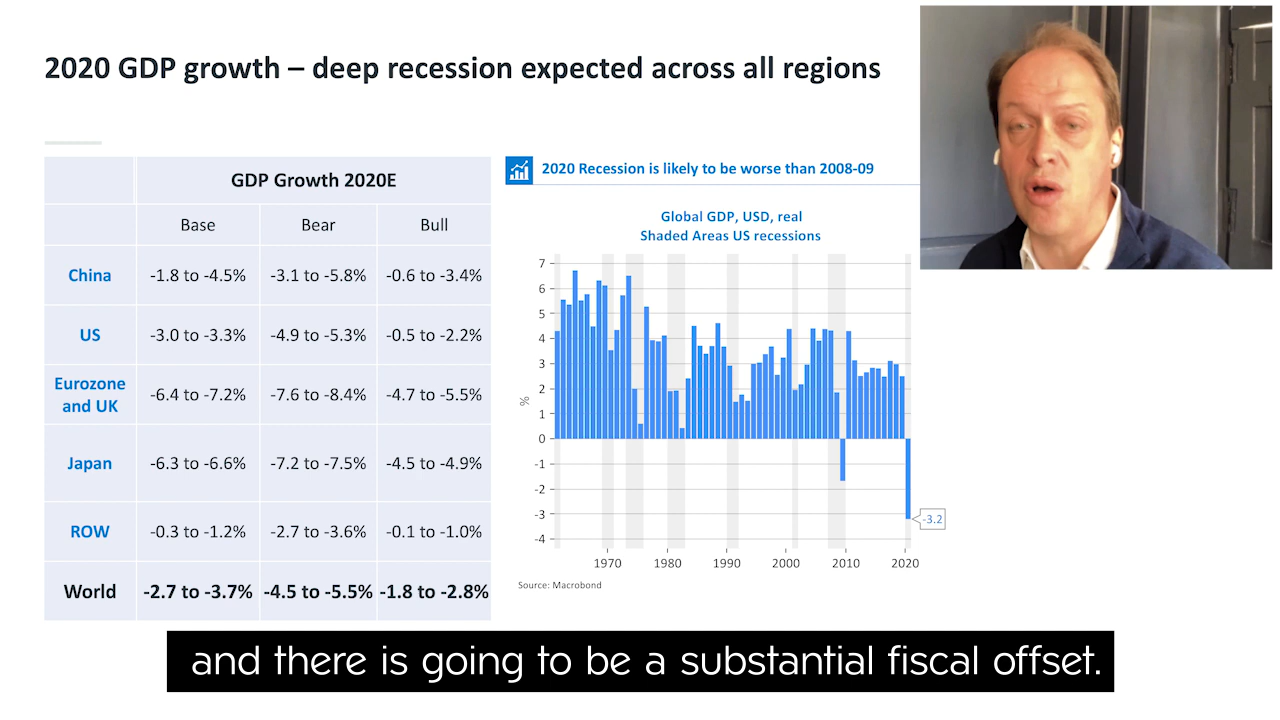 2020 GDP growth – deep recession expected across all regions
GDP Growth 2020E
Base Bear Bull
China -1.8 to -4.5% -3.1 to -5.8% -0.6 to -3.4%
US -3.0 to -3.3% -4.9 to -5.3% -0.5 to -2.2%
Eurozone
and UK -6.4 to -7.2% -7.6 to -8.4% -4.7 to -5.5%
Japan -6.3 to -6.6% -7.2 to -7.5% -4.5 to -4.9%
ROW -0.3 to -1.2% -2.7 to -3.6% -0.1 to -1.0%
World -2.7 to -3.7% -4.5 to -5.5% -1.8 to -2.8%
2020 Recession is likely to be worse than 2008-09
Global GDP, USD, real
Shaded Areas US recessions
7
6
5
4
3
2
1
0
-1
-2
-3
-4
%
-3.2
1970 1980 1990 2000 2010 2020
Source: Macrobond
and there is going to be a substantial fiscal offset.